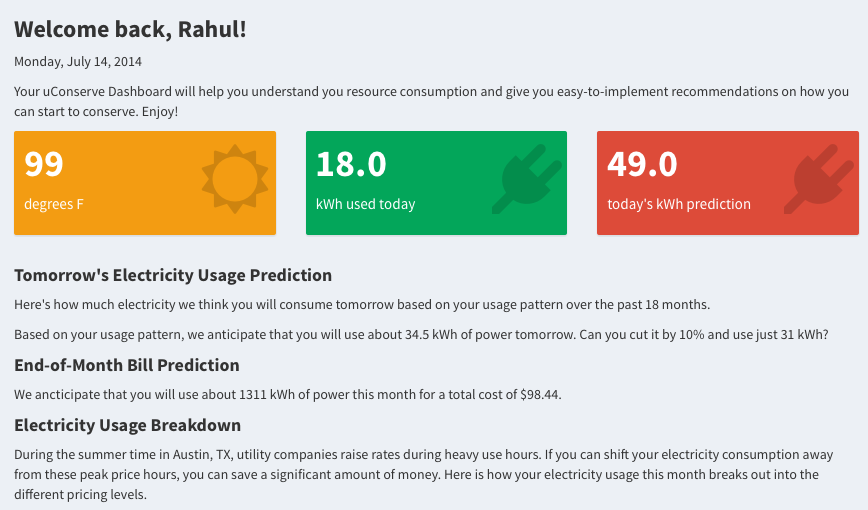 Welcome back, Rahul!
Monday, July 14, 2014
Your uConserve Dashboard will help you understand you resource consumption and give you easy-to-implement recommendations on how you
can start to conserve. Enjoy!
99
degrees F
18.0
kWh used today
49.0
today's kWh prediction
Tomorrow's Electricity Usage Prediction
Here's how much electricity we think you will consume tomorrow based on your usage pattern over the past 18 months.
Based on your usage pattern, we anticipate that you will use about 34.5 kWh of power tomorrow. Can you cut it by 10% and use just 31 kWh?
End-of-Month Bill Prediction
We ancticipate that you will use about 1311 kWh of power this month for a total cost of $98.44.
Electricity Usage Breakdown
During the summer time in Austin, TX, utility companies raise rates during heavy use hours. If you can shift your electricity consumption away
from these peak price hours, you can save a significant amount of money. Here is how your electricity usage this month breaks out into the
different pricing levels.